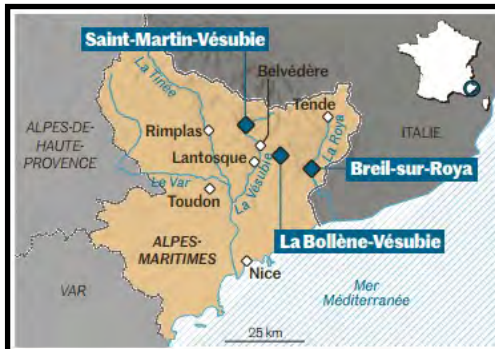 Saint-Martin-Vésubie
Belvédère
La Tinée
Tende
ALPES-DE-
HAUTE-
PROVENCE
Rimplas
La Roya
ITALIE
Lantosque
La Vésubie
Breil-sur-Roya
Le Var
Toudon
La Bollène-Vésubie
ALPES-
MARITIMES
Nice
VAR
Mer
Méditerranée
25 km